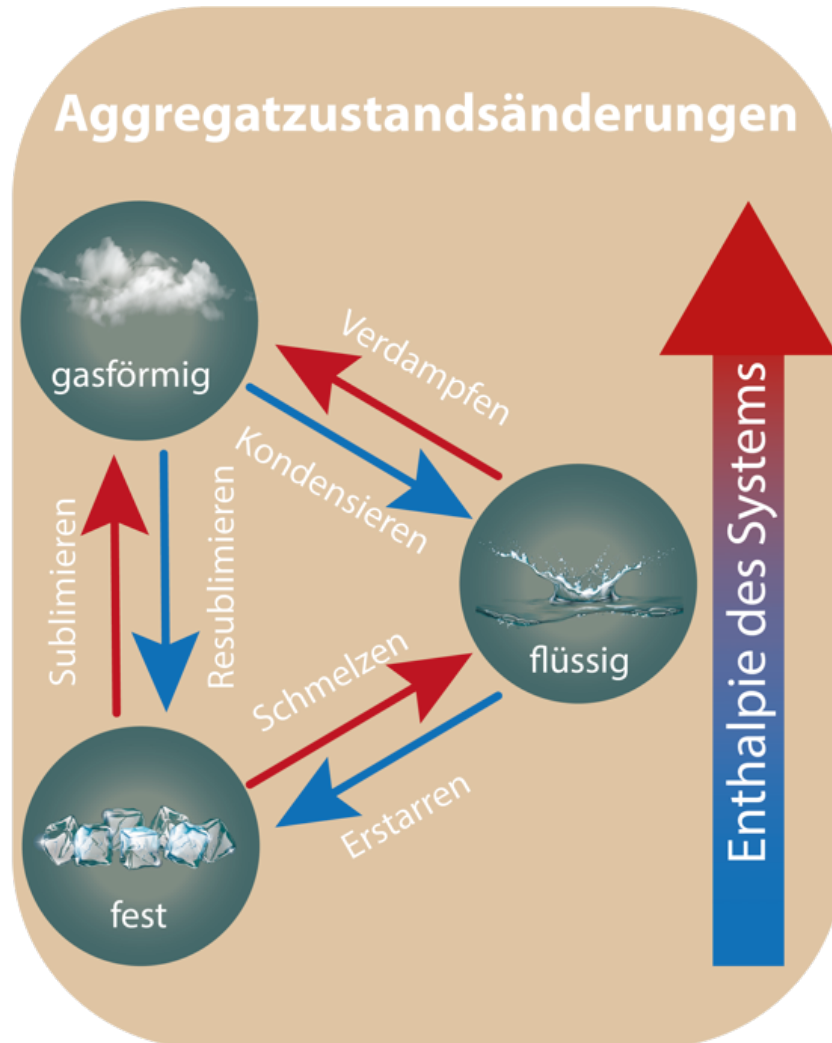 Aggregatzustandsänderungen
gasförmig
Verdampfen
Kondensieren
Sublimieren
Resublimieren
flüssig
Schmelzen
Erstarren
fest
Enthalpie des Systems